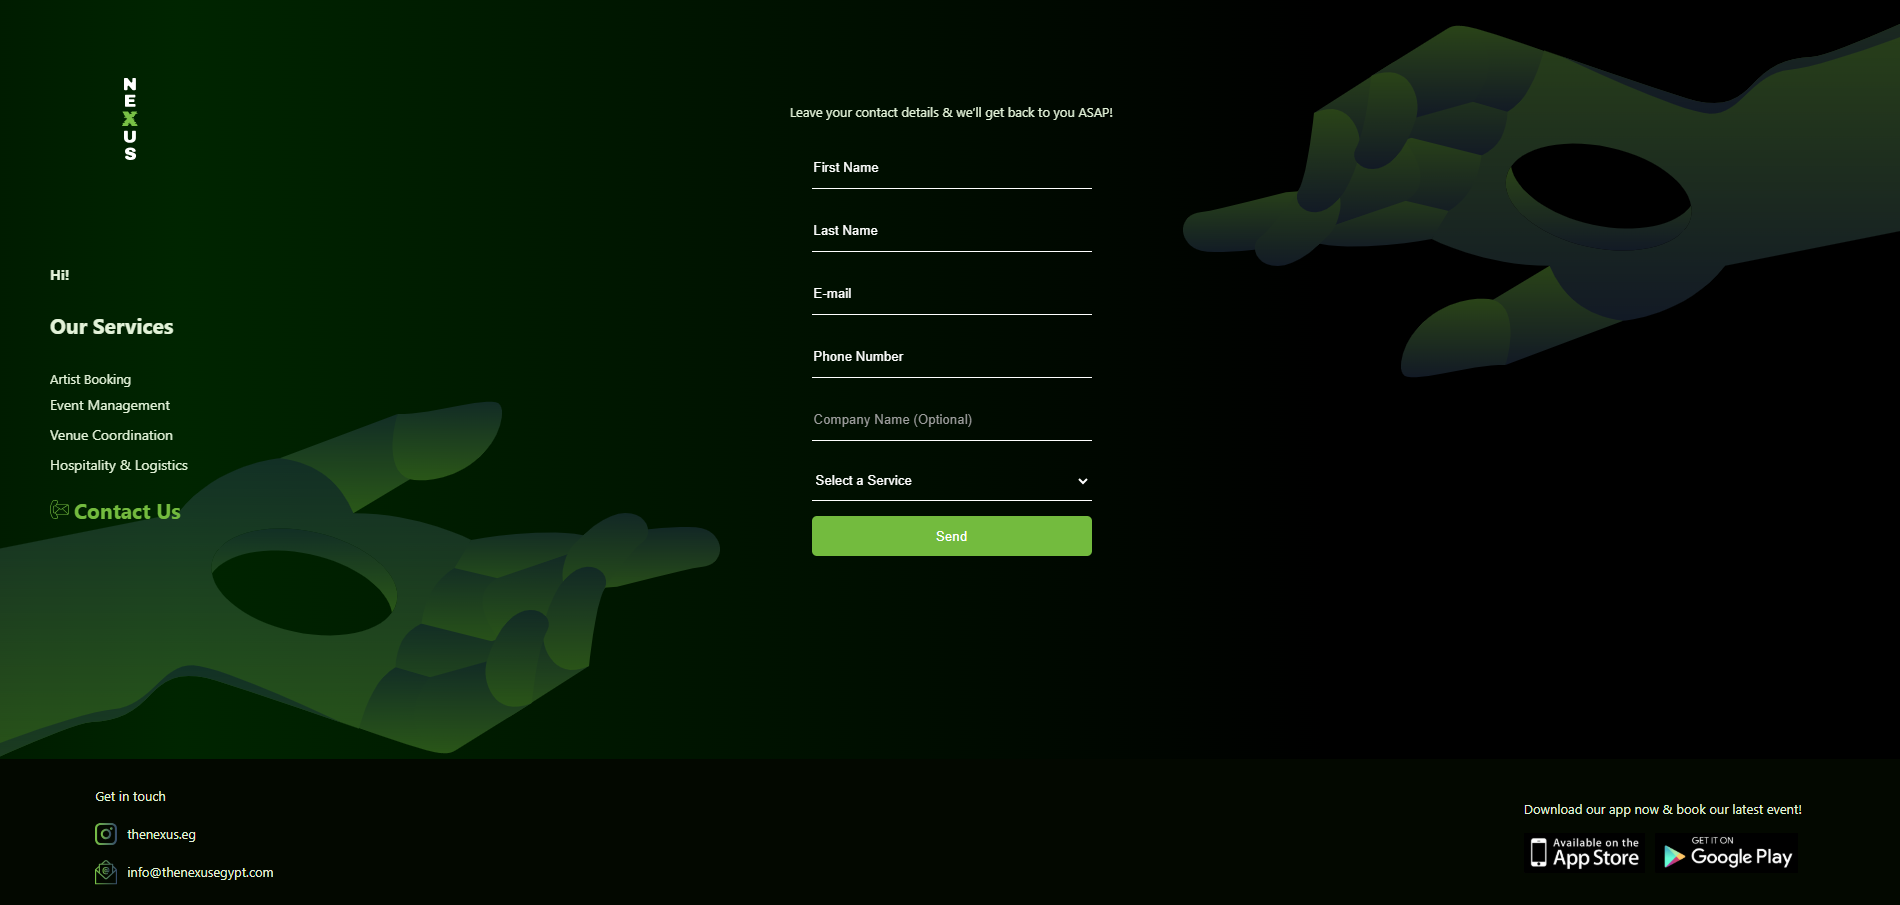 NEXUS
Hi!
Our Services
Artist Booking
Event Management
Venue Coordination
Hospitality & Logistics
Contact Us
Leave your contact details & we'll get back to you ASAP!
First Name
Last Name
E-mail
Phone Number
Company Name (Optional)
Select a Service
Send
Get in touch
thenexus.eg
info@thenexusegypt.com
Download our app now & book our latest event!
Available on the
App Store
GET IT ON
Google Play